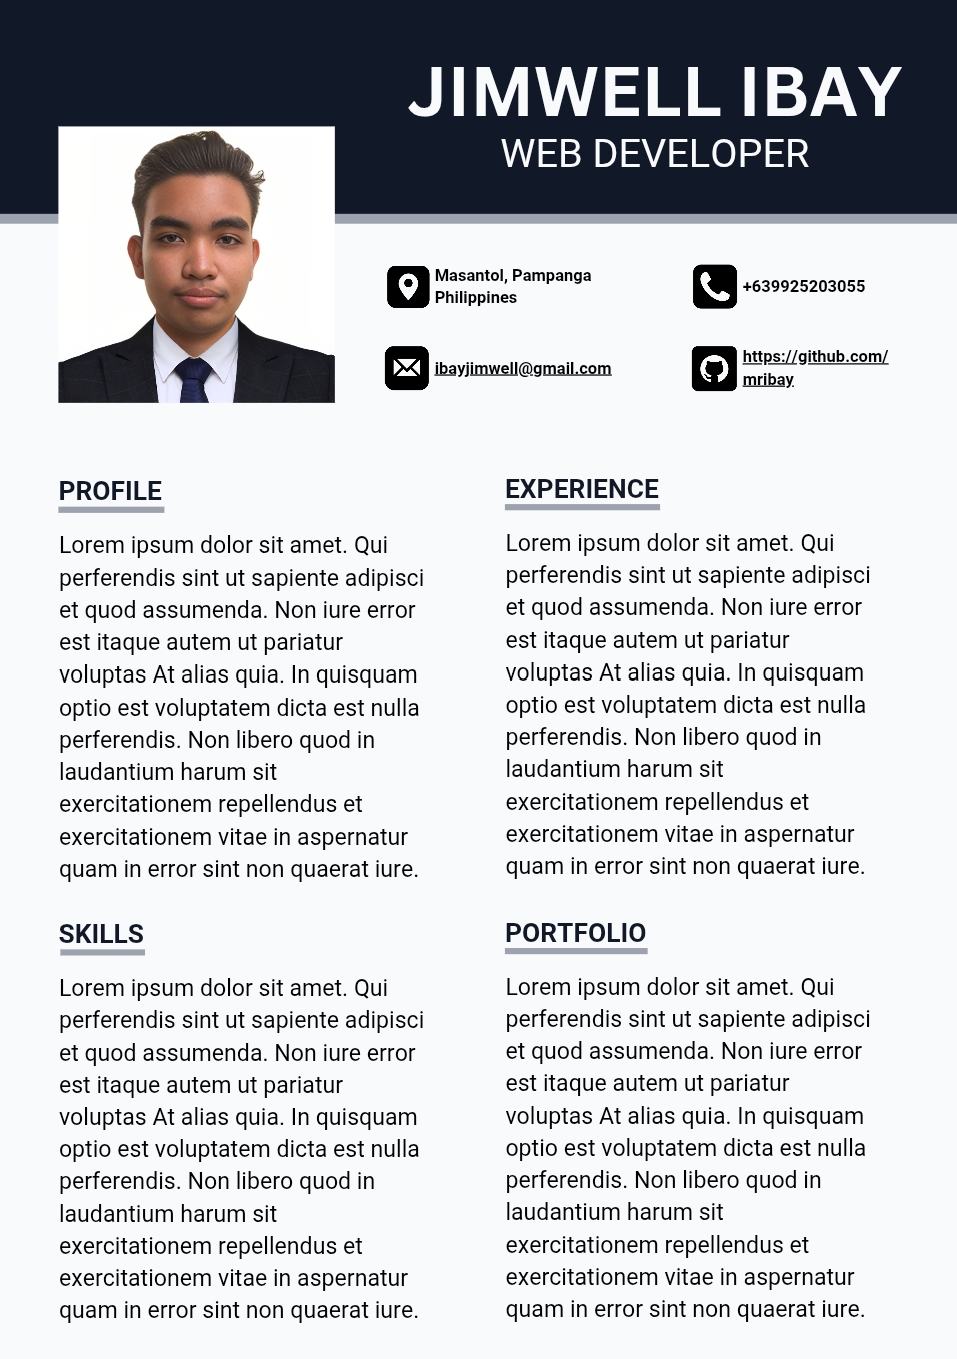 JIMWELL IBAY
WEB DEVELOPER
Masantol, Pampanga
Philippines
+639925203055
ibayjimwell@gmail.com
https://github.com/
mribay
PROFILE
Lorem ipsum dolor sit amet. Qui
perferendis sint ut sapiente adipisci
et quod assumenda. Non iure error
est itaque autem ut pariatur
voluptas At alias quia. In quisquam
optio est voluptatem dicta est nulla
perferendis. Non libero quod in
laudantium harum sit
exercitationem repellendus et
exercitationem vitae in aspernatur
quam in error sint non quaerat iure.
EXPERIENCE
Lorem ipsum dolor sit amet. Qui
perferendis sint ut sapiente adipisci
et quod assumenda. Non iure error
est itaque autem ut pariatur
voluptas At alias quia. In quisquam
optio est voluptatem dicta est nulla
perferendis. Non libero quod in
laudantium harum sit
exercitationem repellendus et
exercitationem vitae in aspernatur
quam in error sint non quaerat iure.
SKILLS
Lorem ipsum dolor sit amet. Qui
perferendis sint ut sapiente adipisci
et quod assumenda. Non iure error
est itaque autem ut pariatur
voluptas At alias quia. In quisquam
optio est voluptatem dicta est nulla
perferendis. Non libero quod in
laudantium harum sit
exercitationem repellendus et
exercitationem vitae in aspernatur
quam in error sint non quaerat iure.
PORTFOLIO
Lorem ipsum dolor sit amet. Qui
perferendis sint ut sapiente adipisci
et quod assumenda. Non iure error
est itaque autem ut pariatur
voluptas At alias quia. In quisquam
optio est voluptatem dicta est nulla
perferendis. Non libero quod in
laudantium harum sit
exercitationem repellendus et
exercitationem vitae in aspernatur
quam in error sint non quaerat iure.